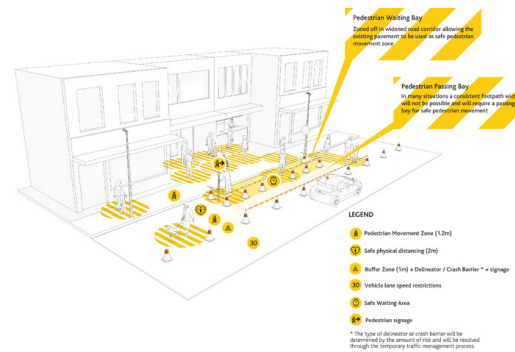 Pedestrian Waiting Bay
Zoned off in widened road corridor allowing the
existing pavement to be used as safe pedestrian
movement zone
Pedestrian Passing Bay
In many situations a consistent footpath wid
will not be possible and will require a passing
bay for safe pedestrian movement
30
LEGEND
Pedestrian Movement Zone (1.2m)
Safe physical distancing (2m)
Buffer Zone (1m) + Delineator / Crash Barrier * + signage
30 Vehicle lane speed restrictions
Safe Waiting Area
Pedestrian signage
* The type of delineator or crash barrier will be
determined by the amount of risk and will be resolved
through the temporary traffic management process.